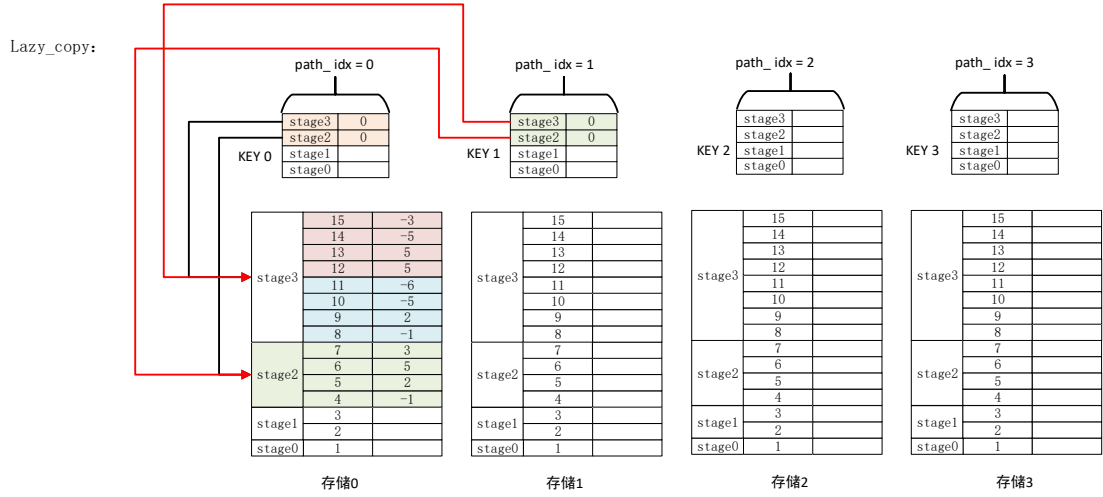 Lazy_copy:
path_ idx = 0
path_ idx = 1
path_ idx = 2
path_ idx = 3
KEY 0
stage3 0
stage2 0
stage1
stage0
KEY 1
stage3 0
stage2 0
stage1
stage0
KEY 2
stage3
stage2
stage1
stage0
KEY 3
stage3
stage2
stage1
stage0
stage3
15 -3
14 -5
13 5
12 5
11 -6
10 -5
9 2
8 -1
stage2
7 3
6 5
5 2
4 -1
stage1
3
2
stage0 1
存储0
stage3
15
14
13
12
11
10
9
8
stage2
7
6
5
4
stage1
3
2
stage0 1
存储1
stage3
15
14
13
12
11
10
9
8
stage2
7
6
5
4
stage1
3
2
stage0 1
存储2
stage3
15
14
13
12
11
10
9
8
stage2
7
6
5
4
stage1
3
2
stage0 1
存储3